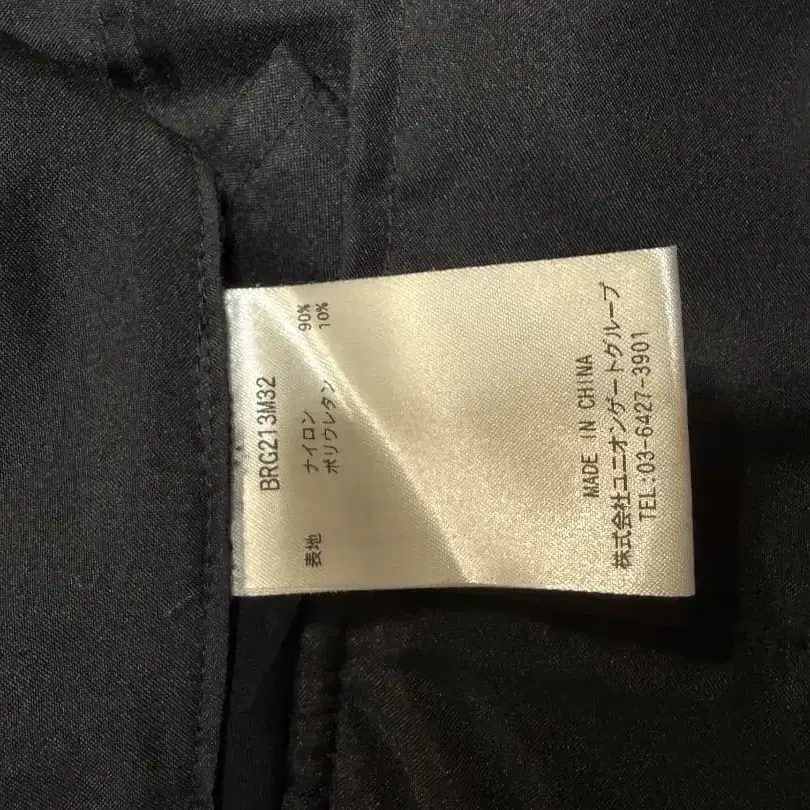 BRG213M32
表地 ナイロン 90%
ポリウレタン 10%
MADE IN CHINA
株式会社ユニオンゲートグループ
TEL:03-6427-3901